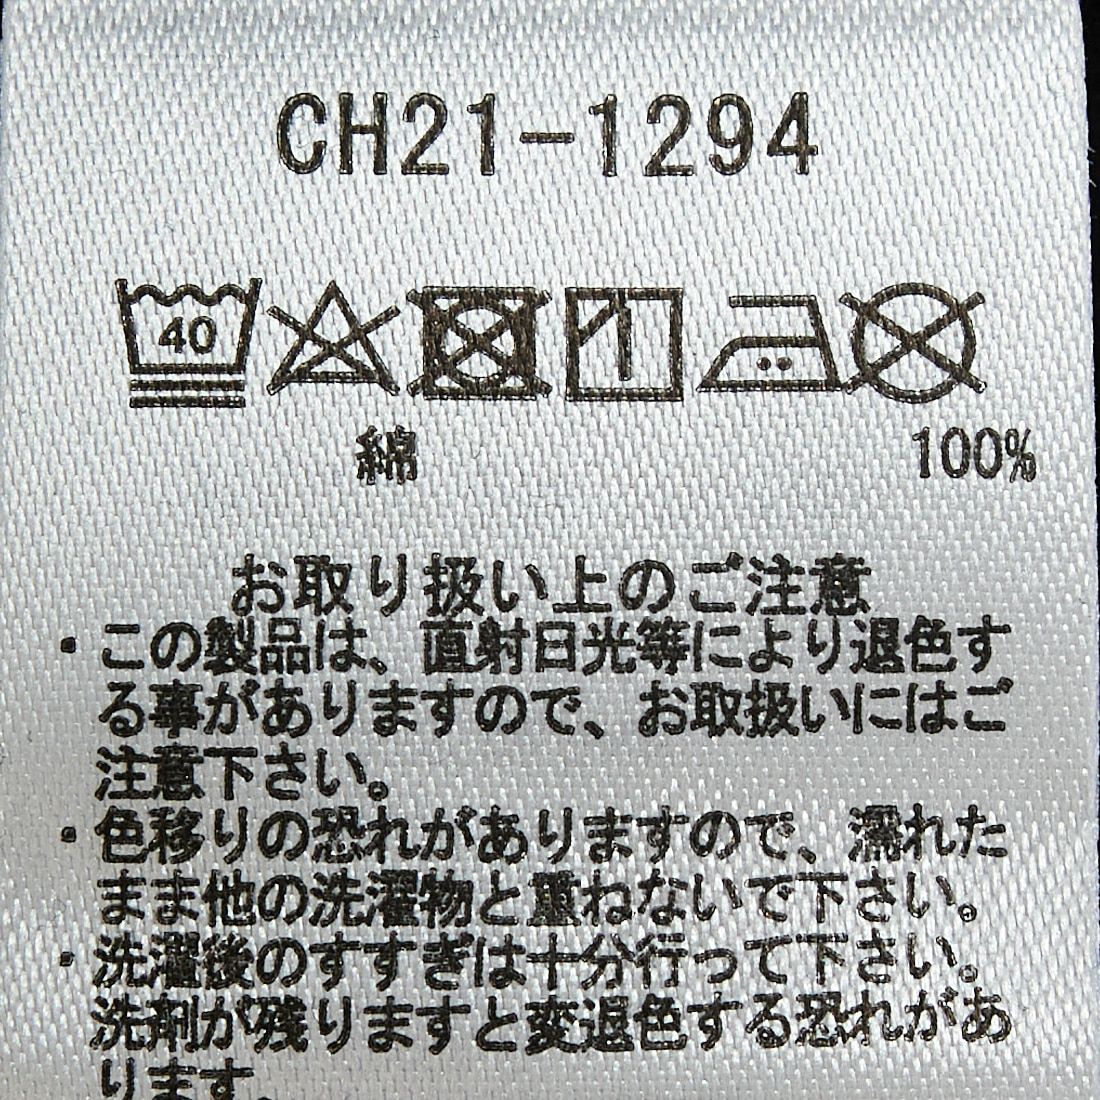 CH21-1294
40
綿 100%
お取り扱い上のご注意
・この製品は、直射日光等により退色す
る事がありますので、お取扱いにはご
注意下さい。
・色移りの恐れがありますので、濡れた
まま他の洗濯物と重ねないで下さい。
・洗濯後のすすぎは十分行って下さい。
洗剤が残りますと変退色する恐れがあ
ります。